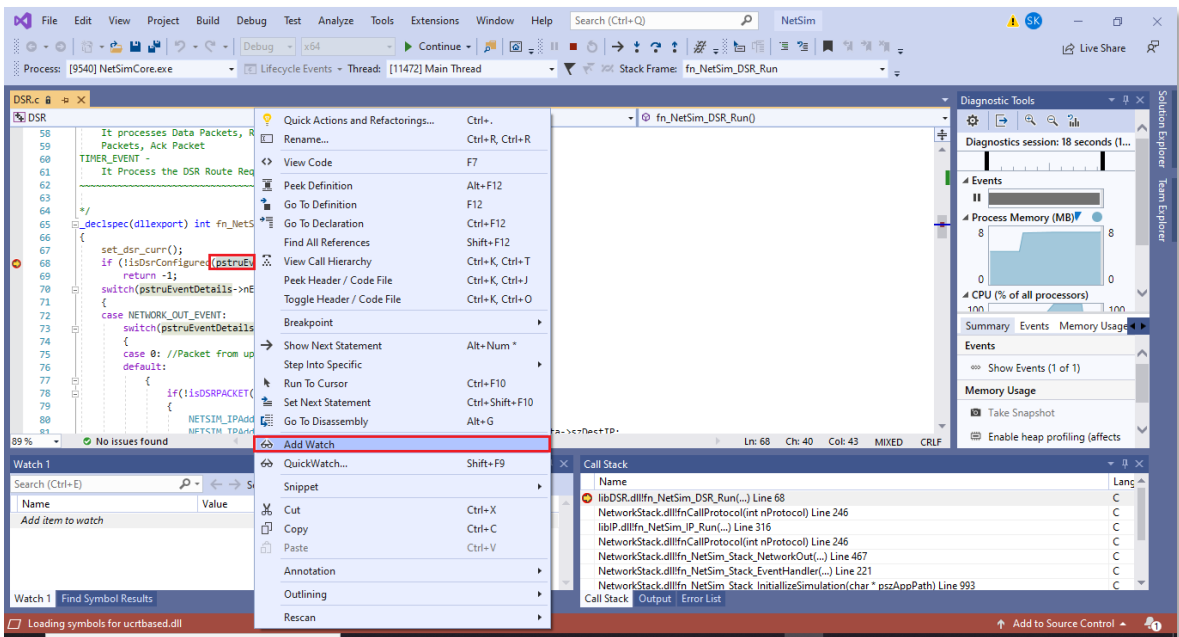 File Edit View Project Build Debug Test Analyze Tools Extensions Window Help Search (Ctrl+Q) NetSim SK
Debug x64 Continue Live Share
Process: [9540] NetSimCore.exe Lifecycle Events Thread: [11472] Main Thread Stack Frame: fn_NetSim_DSR_Run
DSR.c
DSR
fn_NetSim_DSR_Run()
58 It processes Data Packets, R
59 Packets, Ack Packet
60 TIMER_EVENT -
61 It Process the DSR Route Req
62 ~~~~~~~~~~~~~~~~~~~~~~~~~~~~~~~~
63
64 */
65 _declspec(dllexport) int fn_NetS
66 {
67 set_dsr_curr();
68 if (!isDsrConfigured(pstruEv
69 return -1;
70 switch(pstruEventDetails->nE
71 {
72 case NETWORK_OUT_EVENT:
73 switch(pstruEventDetails
74 {
75 case 0: //Packet from up
76 default:
77 {
78 if(!isDSRPACKET(
79 {
80 NETSIM_IPAdd
81 NETSIM_IPAdd ta->szDestIP;
89 % No issues found Ln: 68 Ch: 40 Col: 43 MIXED CRLF
Quick Actions and Refactorings... Ctrl+.
Rename... Ctrl+R, Ctrl+R
View Code F7
Peek Definition Alt+F12
Go To Definition F12
Go To Declaration Ctrl+F12
Find All References Shift+F12
View Call Hierarchy Ctrl+K, Ctrl+T
Peek Header / Code File Ctrl+K, Ctrl+J
Toggle Header / Code File Ctrl+K, Ctrl+O
Breakpoint
Show Next Statement Alt+Num *
Step Into Specific
Run To Cursor Ctrl+F10
Set Next Statement Ctrl+Shift+F10
Go To Disassembly Alt+G
Add Watch
QuickWatch... Shift+F9
Snippet
Cut Ctrl+X
Copy Ctrl+C
Paste Ctrl+V
Annotation
Outlining
Rescan
Diagnostic Tools
Diagnostics session: 18 seconds (1...
Events
Process Memory (MB)
8 8
0 0
CPU (% of all processors)
100 100
Summary Events Memory Usage
Events
Show Events (1 of 1)
Memory Usage
Take Snapshot
Enable heap profiling (affects
Solution Explorer
Team Explorer
Watch 1
Search (Ctrl+E)
Name Value
Add item to watch
Watch 1 Find Symbol Results
Call Stack
Name Lang
libDSR.dll!fn_NetSim_DSR_Run(...) Line 68 C
NetworkStack.dll!fnCallProtocol(int nProtocol) Line 246 C
libIP.dll!fn_NetSim_IP_Run(...) Line 316 C
NetworkStack.dll!fnCallProtocol(int nProtocol) Line 246 C
NetworkStack.dll!fn_NetSim_Stack_NetworkOut(...) Line 467 C
NetworkStack.dll!fn_NetSim_Stack_EventHandler(...) Line 221 C
NetworkStack.dll!fn_NetSim_Stack_InitiallizeSimulation(char * pszAppPath) Line 993 C
Call Stack Output Error List
Loading symbols for ucrtbased.dll Add to Source Control